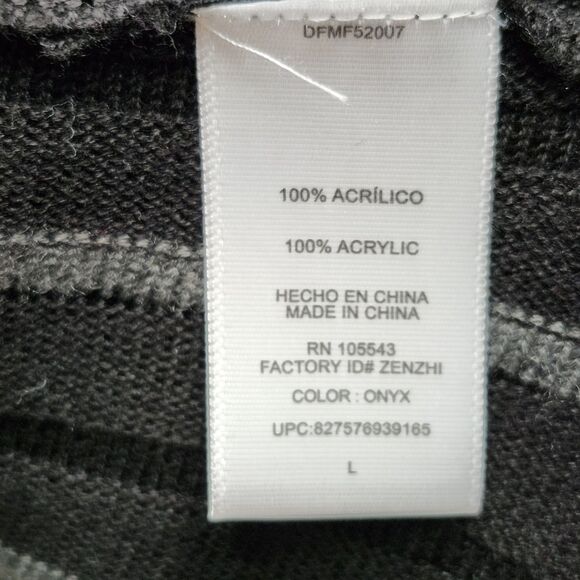 DFMF52007
100% ACRÍLICO
100% ACRYLIC
HECHO EN CHINA
MADE IN CHINA
RN 105543
FACTORY ID# ZENZHI
COLOR : ONYX
UPC:827576939165
L